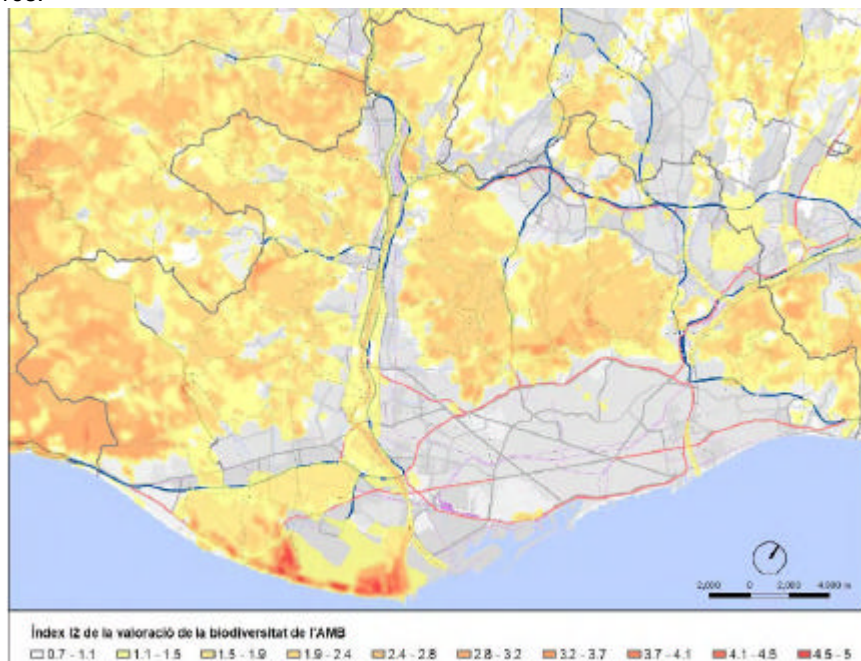 2,000 0 2,000 4,000 m
Índex I2 de la valoració de la biodiversitat de l'AMB
0.7 - 1.1 1.1 - 1.5 1.5 - 1.9 1.9 - 2.4 2.4 - 2.8 2.8 - 3.2 3.2 - 3.7 3.7 - 4.1 4.1 - 4.5 4.5 - 5